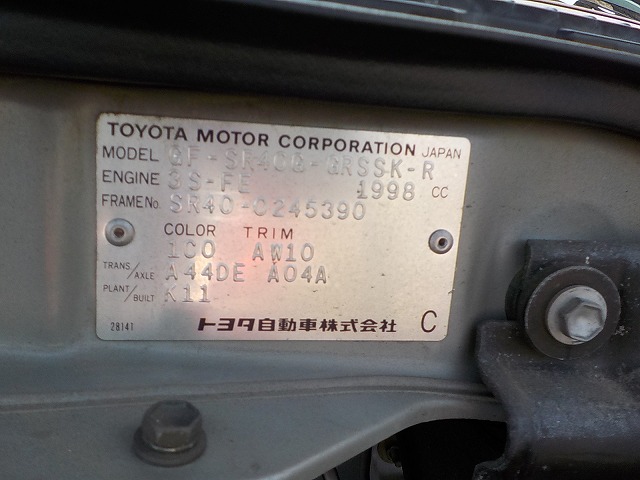 TOYOTA MOTOR CORPORATION JAPAN
MODEL GF-SR40G-QRSSK-R
ENGINE 3S-FE 1998 CC
FRAME No. SR40-0245390
COLOR TRIM
1C0 AW10
TRANS/AXLE A44DE A04A
PLANT/BUILT K11
28141 トヨタ自動車株式会社 C